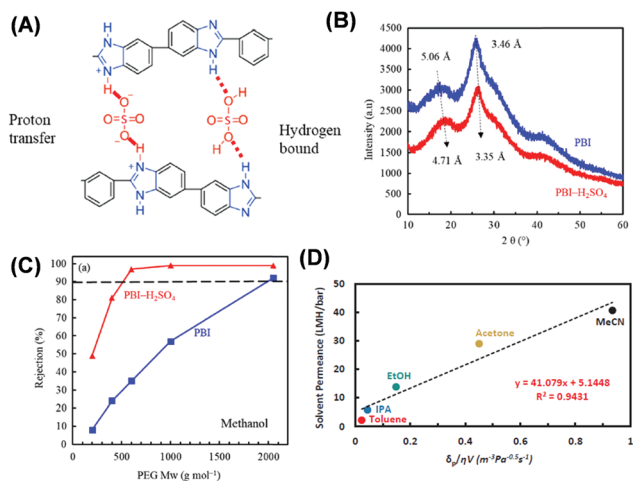 (A)
H
N
N
N
+
H
N
H
O
−
O
S
O
O
−
H
O
H
O
S
O
O
H
Proton
transfer
Hydrogen
bound
H
+
N
N
H
H
N
N
(B)
Intensity (a.u)
4500
4000
3500
3000
2500
2000
1500
1000
500
0
5.06 Å
3.46 Å
4.71 Å
3.35 Å
PBI
PBI–H₂SO₄
10 20 30 40 50 60
2 θ (°)
(C)
(a)
Rejection (%)
100
90
80
70
60
50
40
30
20
10
0
PBI–H₂SO₄
PBI
Methanol
0 500 1000 1500 2000
PEG Mw (g mol⁻¹)
(D)
Solvent Permeance (LMH/bar)
50
40
30
20
10
0
MeCN
Acetone
EtOH
IPA
Toluene
y = 41.079x + 5.1448
R² = 0.9431
0 0.2 0.4 0.6 0.8 1
δₚ/ηV (m⁻³Pa⁻⁰·⁵s⁻¹)